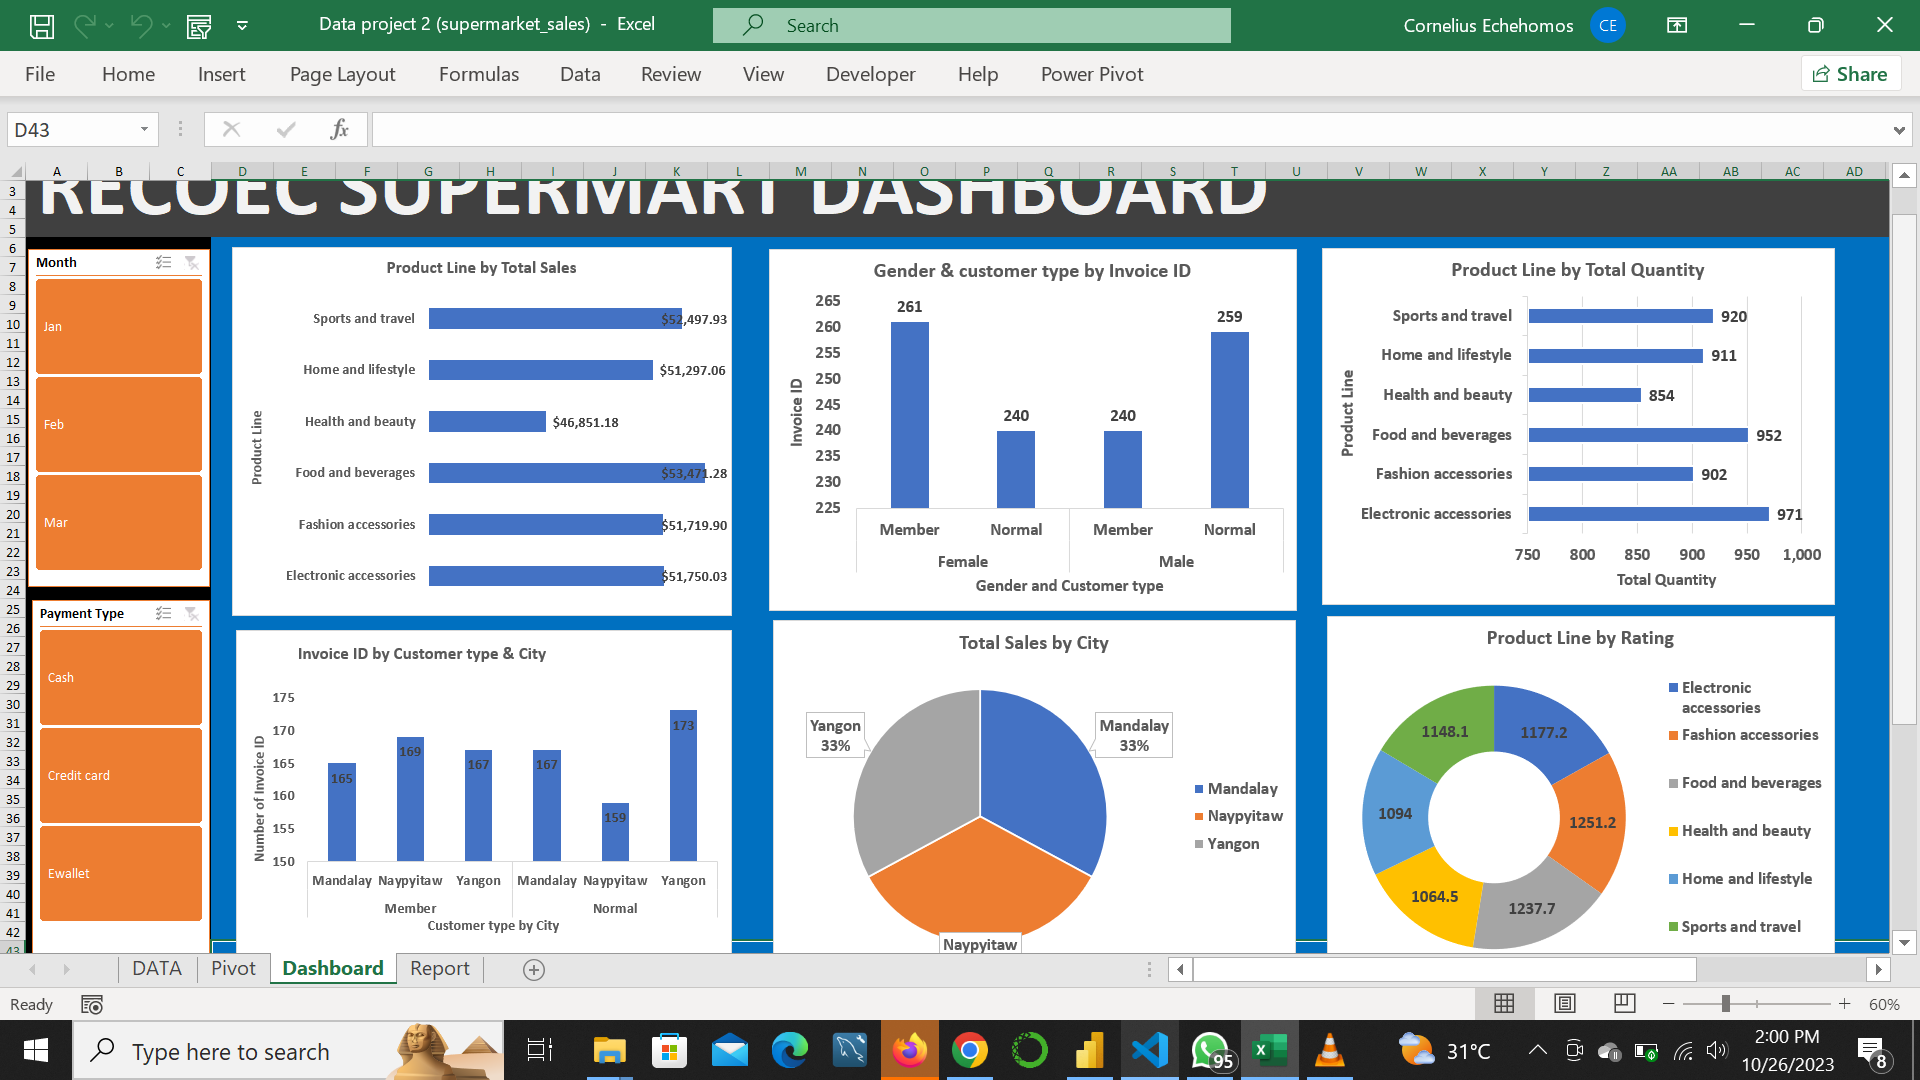 Data project 2 (supermarket_sales) - Excel
Search
Cornelius Echehomos
CE
File Home Insert Page Layout Formulas Data Review View Developer Help Power Pivot
Share
D43
fx
A B C D E F G H I J K L M N O P Q R S T U V W X Y Z AA AB AC AD
3
4
5
6
7
8
9
10
11
12
13
14
15
16
17
18
19
20
21
22
23
24
25
26
27
28
29
30
31
32
33
34
35
36
37
38
39
40
41
42
43
RECOEC SUPERMART DASHBOARD
Month
Jan
Feb
Mar
Payment Type
Cash
Credit card
Ewallet
Product Line by Total Sales
Product Line
Sports and travel $52,497.93
Home and lifestyle $51,297.06
Health and beauty $46,851.18
Food and beverages $53,471.28
Fashion accessories $51,719.90
Electronic accessories $51,750.03
Gender & customer type by Invoice ID
Invoice ID
265
260
255
250
245
240
235
230
225
261 240 240 259
Member Normal Member Normal
Female Male
Gender and Customer type
Product Line by Total Quantity
Product Line
Sports and travel 920
Home and lifestyle 911
Health and beauty 854
Food and beverages 952
Fashion accessories 902
Electronic accessories 971
750 800 850 900 950 1,000
Total Quantity
Invoice ID by Customer type & City
Number of Invoice ID
175
170
165
160
155
150
165 169 167 167 159 173
Mandalay Naypyitaw Yangon Mandalay Naypyitaw Yangon
Member Normal
Customer type by City
Total Sales by City
Yangon
33%
Mandalay
33%
Naypyitaw
Mandalay
Naypyitaw
Yangon
Product Line by Rating
1148.1 1177.2
1094 1251.2
1064.5 1237.7
Electronic
accessories
Fashion accessories
Food and beverages
Health and beauty
Home and lifestyle
Sports and travel
DATA Pivot Dashboard Report
Ready
60%
Type here to search
95
31°C
2:00 PM
10/26/2023
8